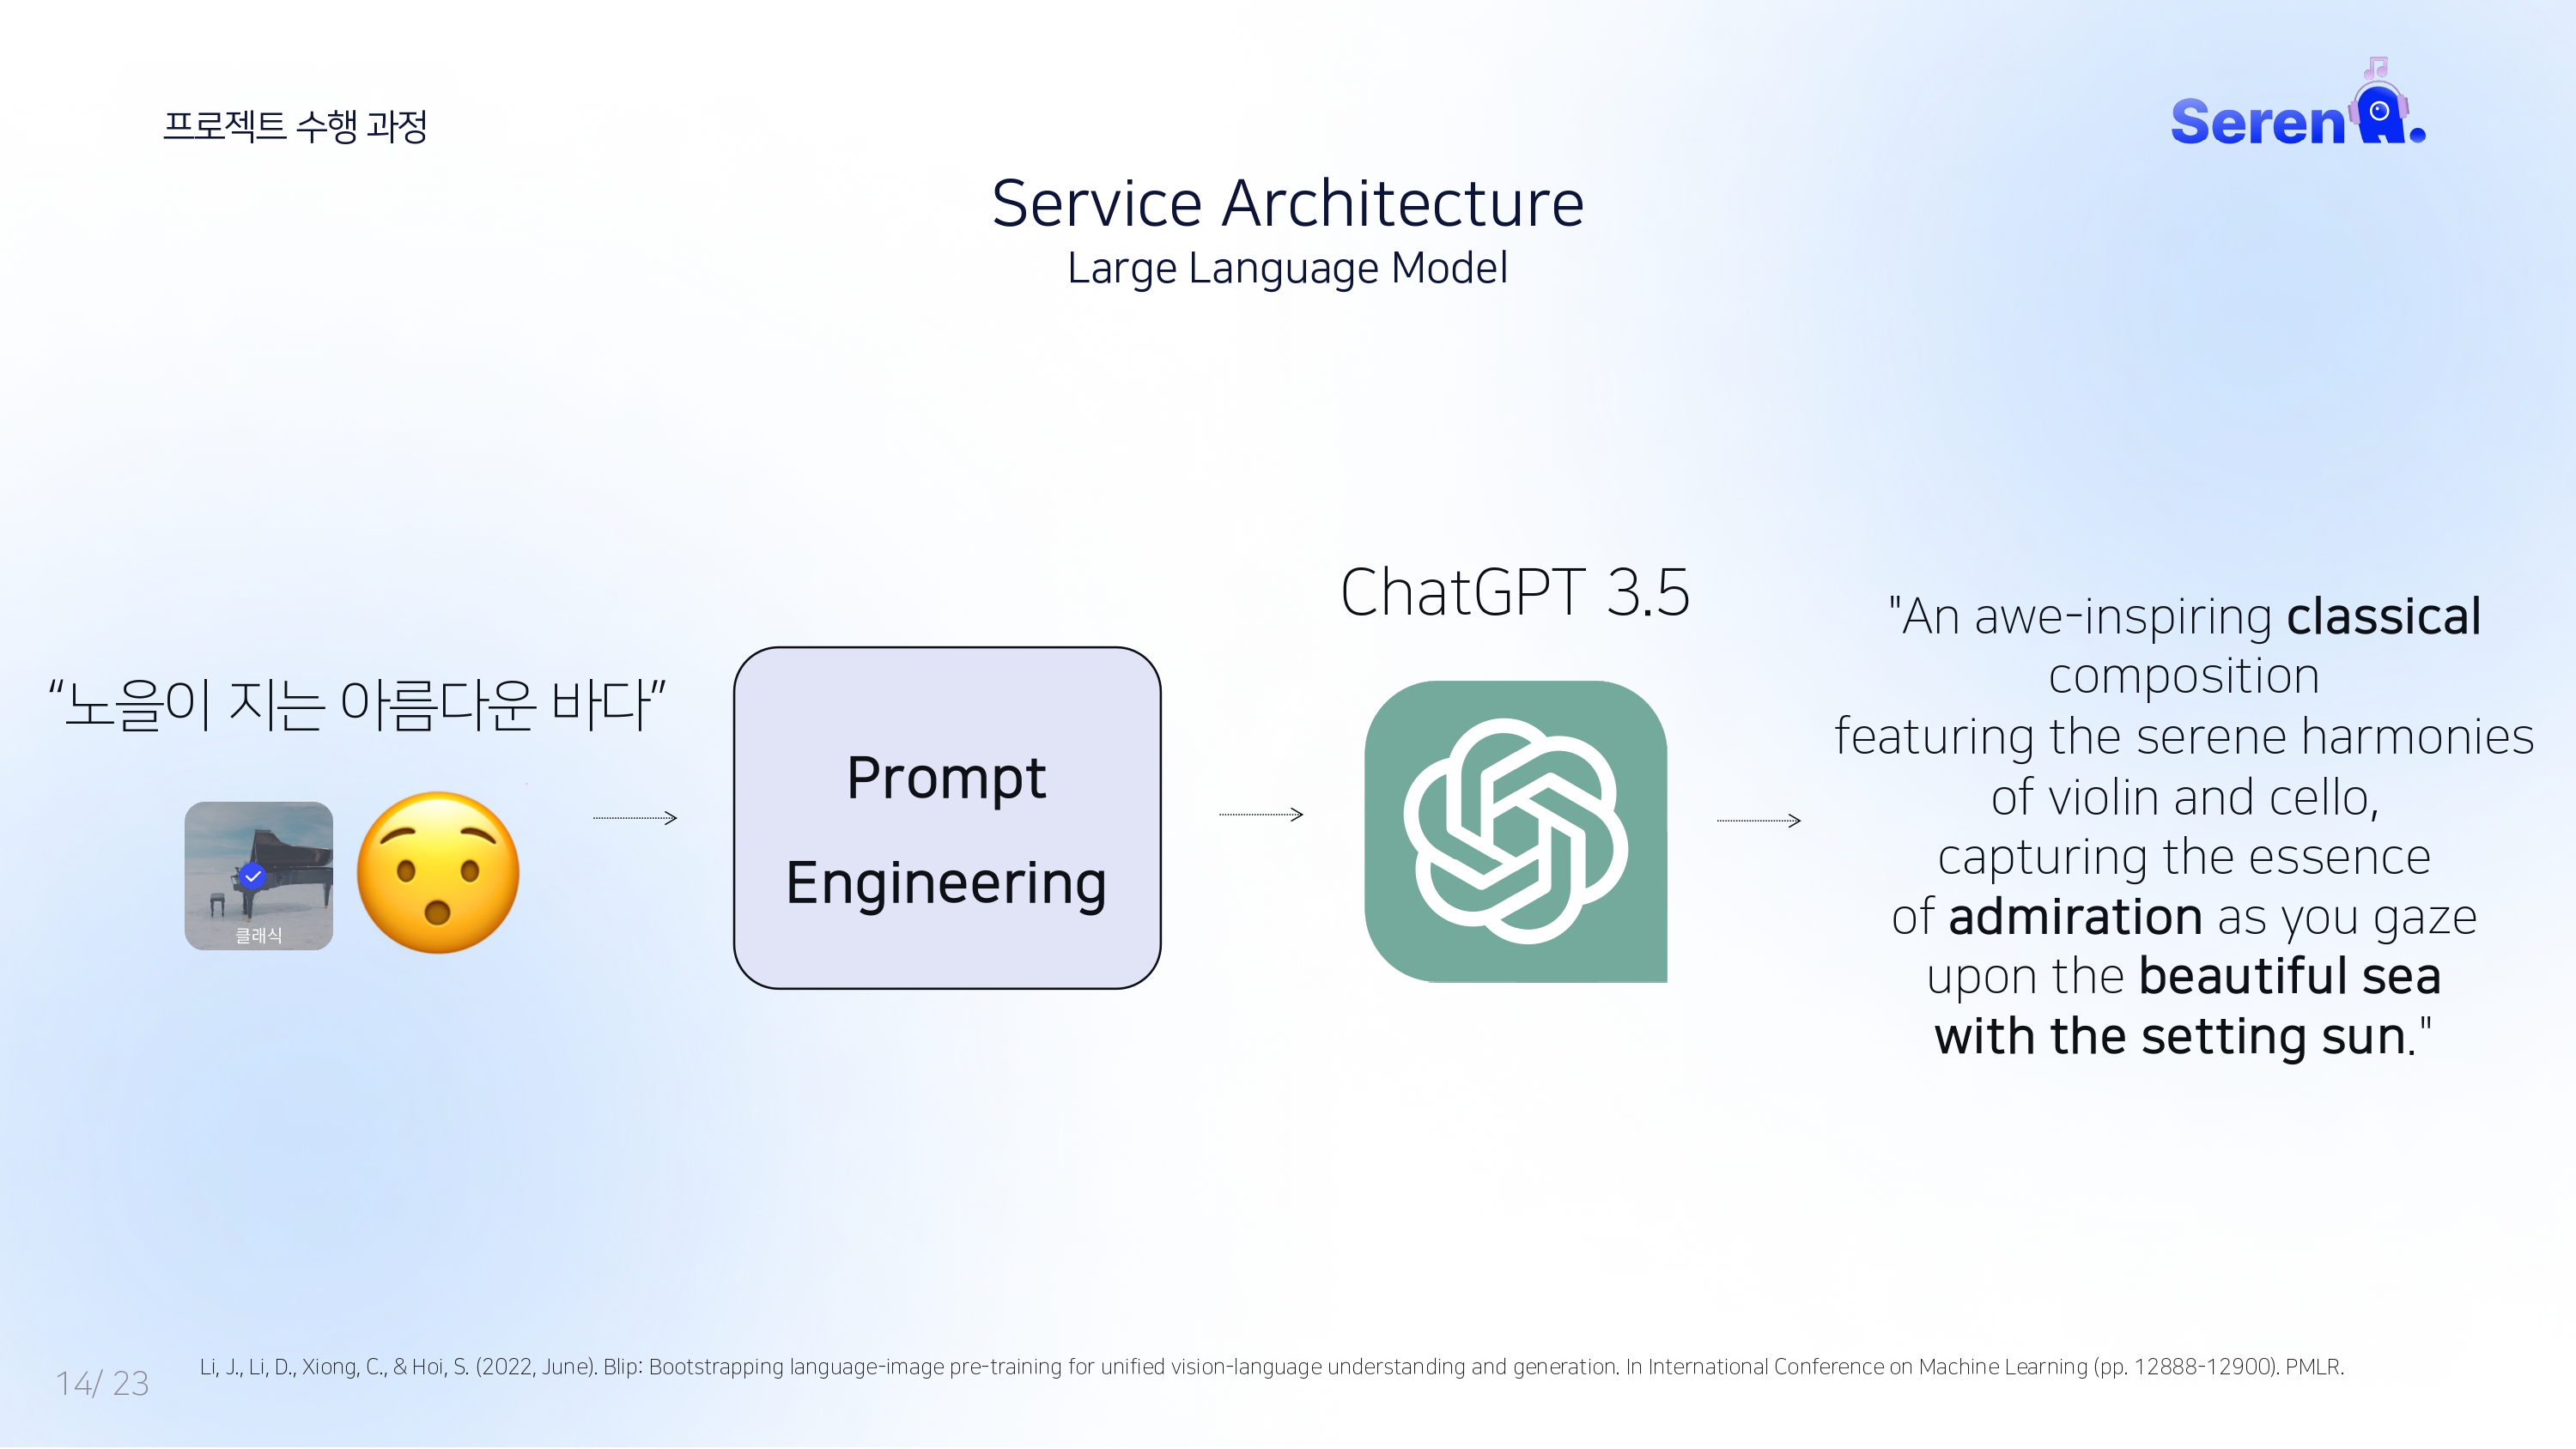 프로젝트 수행 과정
SerenA.
Service Architecture
Large Language Model
“노을이 지는 아름다운 바다”
클래식
Prompt
Engineering
ChatGPT 3.5
"An awe-inspiring classical
composition
featuring the serene harmonies
of violin and cello,
capturing the essence
of admiration as you gaze
upon the beautiful sea
with the setting sun."
Li, J., Li, D., Xiong, C., & Hoi, S. (2022, June). Blip: Bootstrapping language-image pre-training for unified vision-language understanding and generation. In International Conference on Machine Learning (pp. 12888-12900). PMLR.
14/ 23